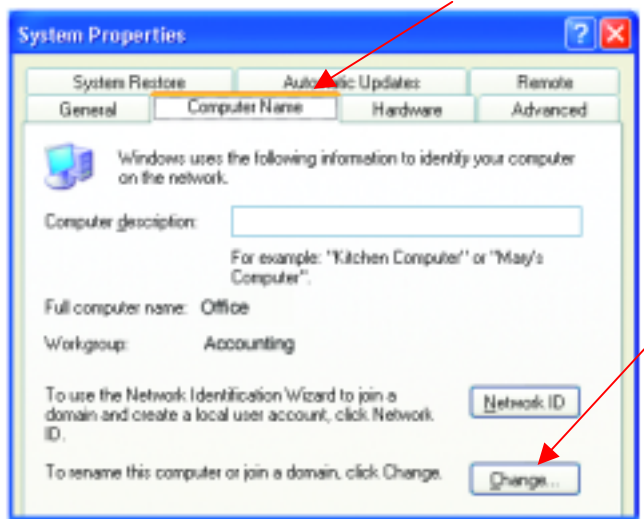 System Properties
System Restore Automatic Updates Remote
General Computer Name Hardware Advanced
Windows uses the following information to identify your computer
on the network.
Computer description:
For example: "Kitchen Computer" or "Mary's
Computer".
Full computer name: Office
Workgroup: Accounting
To use the Network Identification Wizard to join a
domain and create a local user account, click Network
ID.
Network ID
To rename this computer or join a domain, click Change.
Change...